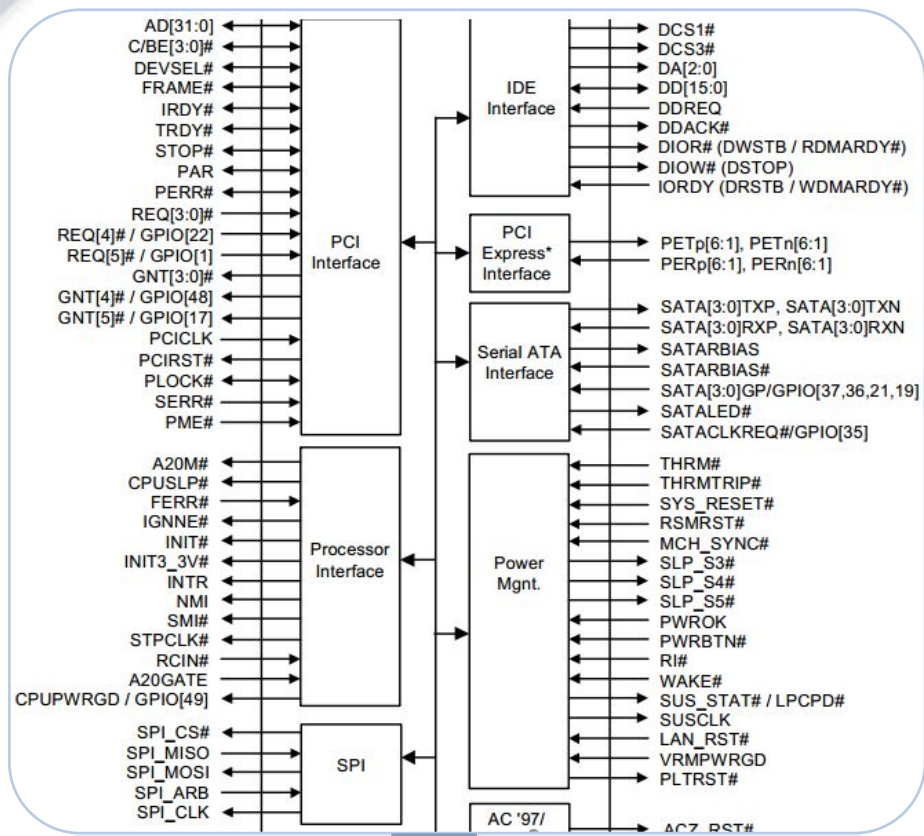 AD[31:0]
C/BE[3:0]#
DEVSEL#
FRAME#
IRDY#
TRDY#
STOP#
PAR
PERR#
REQ[3:0]#
REQ[4]# / GPIO[22]
REQ[5]# / GPIO[1]
GNT[3:0]#
GNT[4]# / GPIO[48]
GNT[5]# / GPIO[17]
PCICLK
PCIRST#
PLOCK#
SERR#
PME#
PCI
Interface
A20M#
CPUSLP#
FERR#
IGNNE#
INIT#
INIT3_3V#
INTR
NMI
SMI#
STPCLK#
RCIN#
A20GATE
CPUPWRGD / GPIO[49]
Processor
Interface
SPI_CS#
SPI_MISO
SPI_MOSI
SPI_ARB
SPI_CLK
SPI
IDE
Interface
DCS1#
DCS3#
DA[2:0]
DD[15:0]
DDREQ
DDACK#
DIOR# (DWSTB / RDMARDY#)
DIOW# (DSTOP)
IORDY (DRSTB / WDMARDY#)
PCI
Express*
Interface
PETp[6:1], PETn[6:1]
PERp[6:1], PERn[6:1]
Serial ATA
Interface
SATA[3:0]TXP, SATA[3:0]TXN
SATA[3:0]RXP, SATA[3:0]RXN
SATARBIAS
SATARBIAS#
SATA[3:0]GP/GPIO[37,36,21,19]
SATALED#
SATACLKREQ#/GPIO[35]
Power
Mgnt.
THRM#
THRMTRIP#
SYS_RESET#
RSMRST#
MCH_SYNC#
SLP_S3#
SLP_S4#
SLP_S5#
PWROK
PWRBTN#
RI#
WAKE#
SUS_STAT# / LPCPD#
SUSCLK
LAN_RST#
VRMPWRGD
PLTRST#
AC '97/
ACZ_RST#